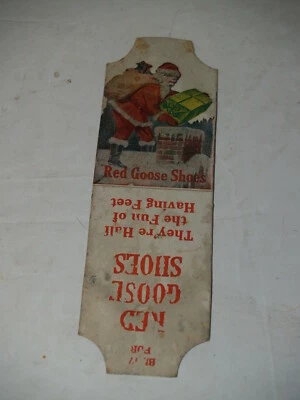 Red Goose Shoes
RED
GOOSE
SHOES
They're Half
the Fun of
Having Feet